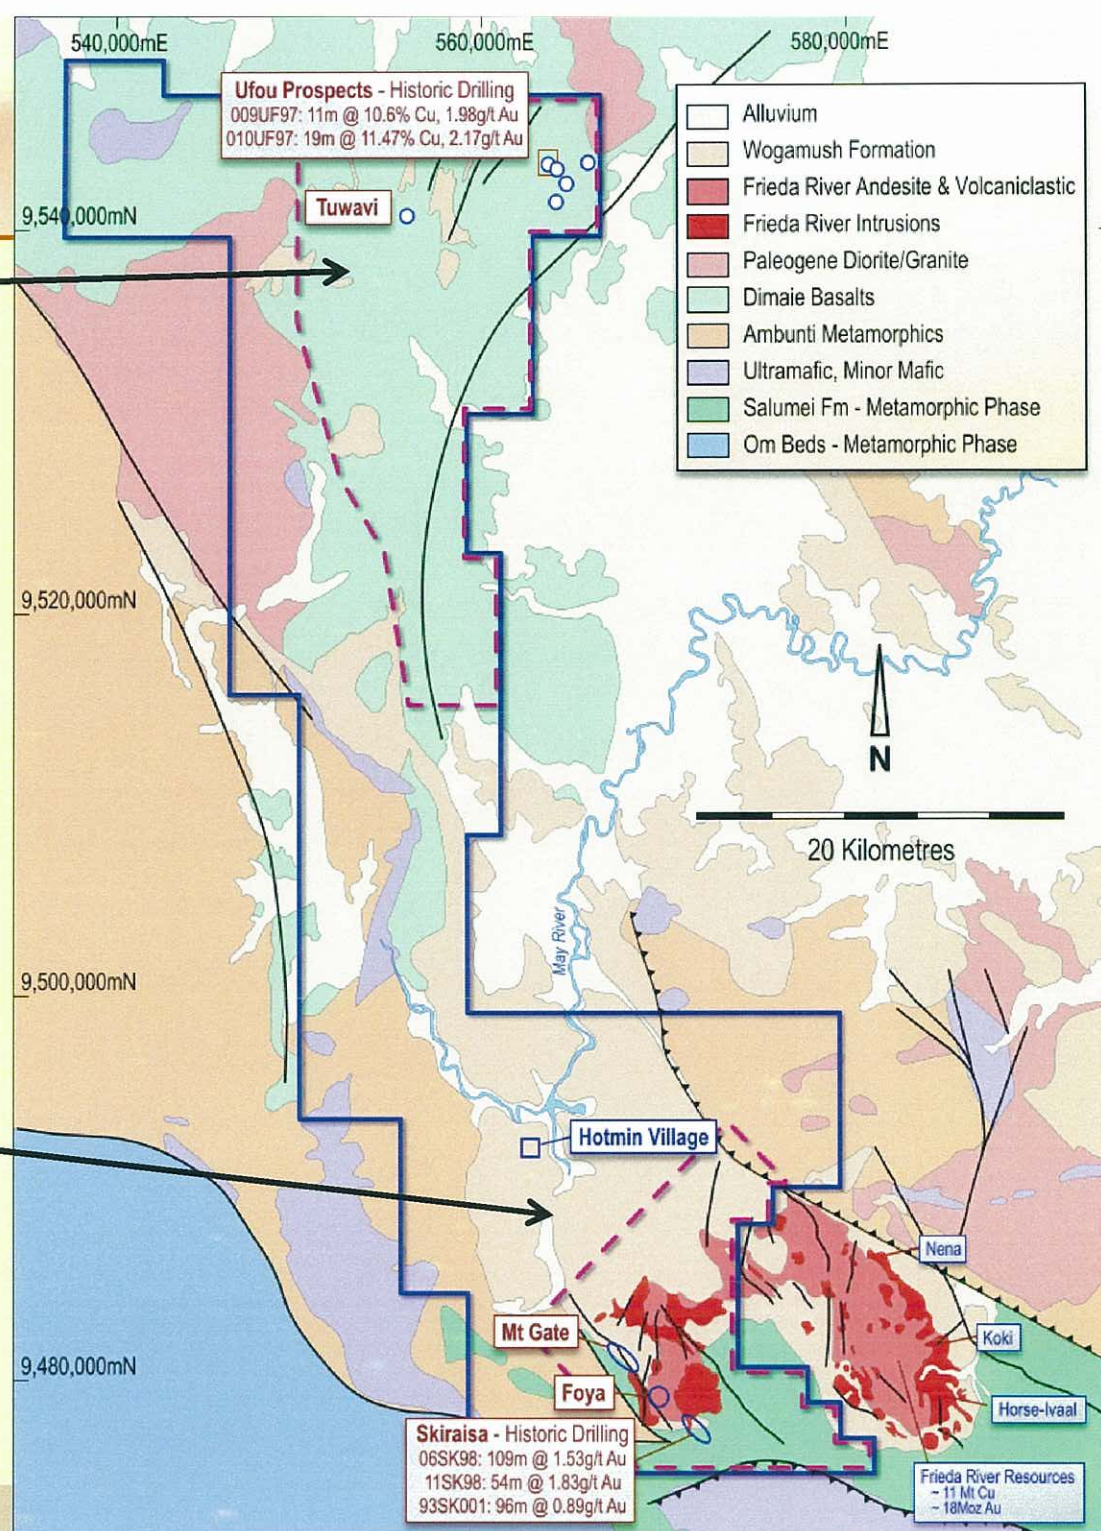 540,000mE
560,000mE
580,000mE
Ufou Prospects - Historic Drilling
009UF97: 11m @ 10.6% Cu, 1.98g/t Au
010UF97: 19m @ 11.47% Cu, 2.17g/t Au
Alluvium
Wogamush Formation
Frieda River Andesite & Volcaniclastic
Frieda River Intrusions
Paleogene Diorite/Granite
Dimaie Basalts
Ambunti Metamorphics
Ultramafic, Minor Mafic
Salumei Fm - Metamorphic Phase
Om Beds - Metamorphic Phase
Tuwavi
9,540,000mN
9,520,000mN
N
20 Kilometres
May River
9,500,000mN
Hotmin Village
Nena
Mt Gate
Koki
9,480,000mN
Foya
Horse-Ivaal
Skiraisa - Historic Drilling
06SK98: 109m @ 1.53g/t Au
11SK98: 54m @ 1.83g/t Au
93SK001: 96m @ 0.89g/t Au
Frieda River Resources
~ 11 Mt Cu
~ 18Moz Au